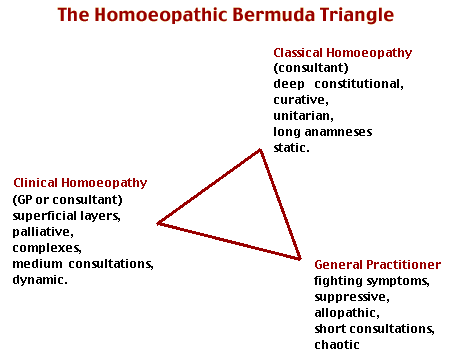 The Homoeopathic Bermuda Triangle
Classical Homoeopathy
(consultant)
deep constitutional,
curative,
unitarian,
long anamneses
static.
Clinical Homoeopathy
(GP or consultant)
superficial layers,
palliative,
complexes,
medium consultations,
dynamic.
General Practitioner
fighting symptoms,
suppressive,
allopathic,
short consultations,
chaotic